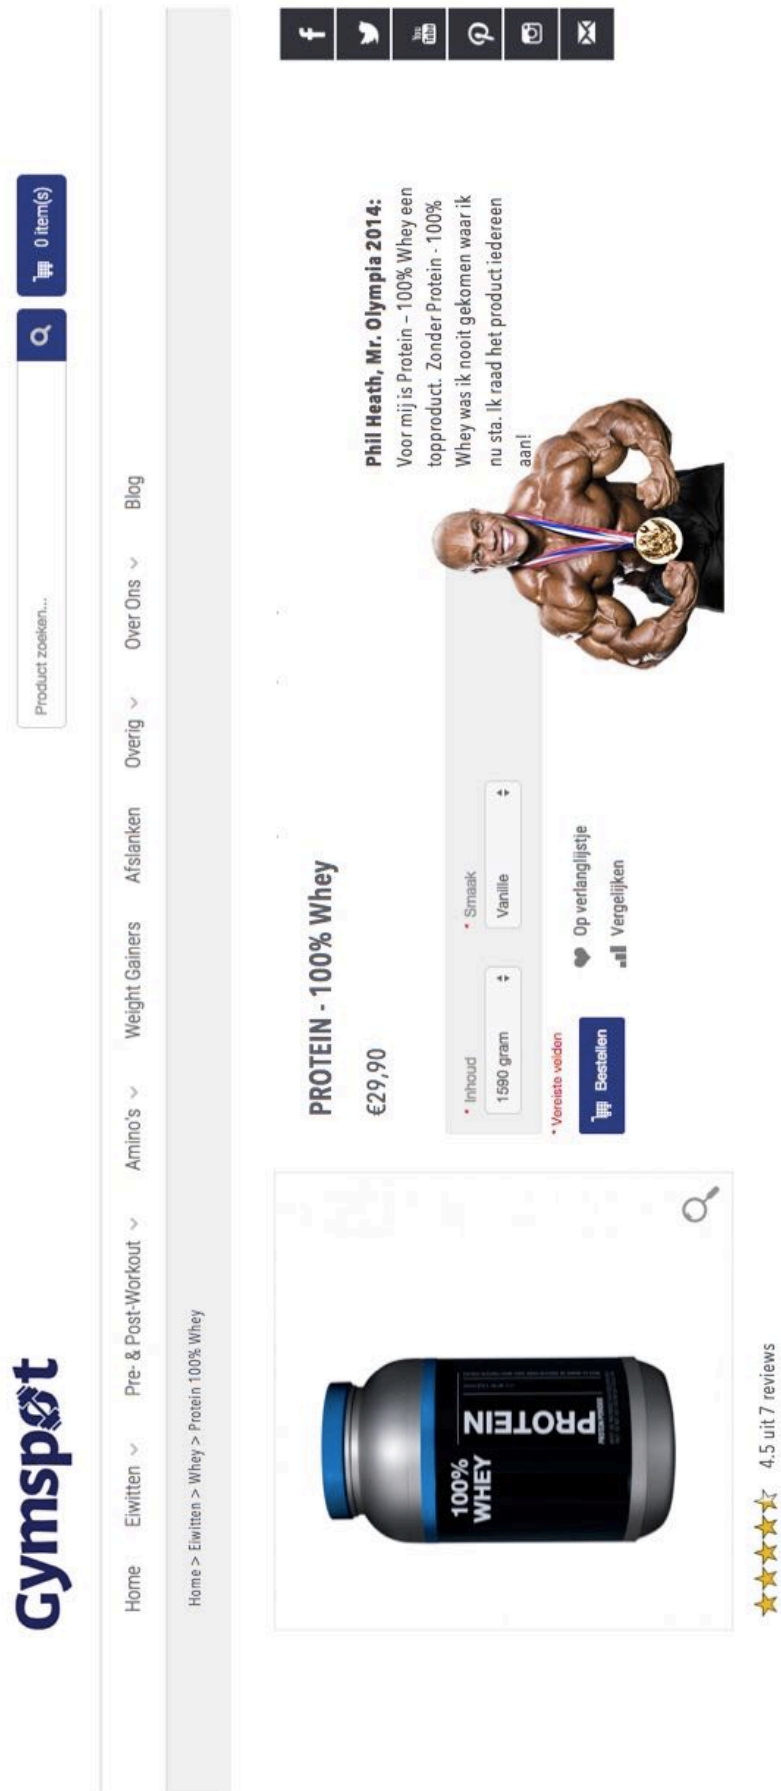 Gymspot
Product zoeken...
0 item(s)
Home Eiwitten Pre- & Post-Workout Amino's Weight Gainers Afslanken Overig Over Ons Blog
Home > Eiwitten > Whey > Protein 100% Whey
You Tube
100%
WHEY
PROTEIN
PROTEIN POWDER
4.5 uit 7 reviews
PROTEIN - 100% Whey
€29,90
* Inhoud * Smaak
1590 gram Vanille
* Vereiste velden
Bestellen
Op verlanglijstje
Vergelijken
Phil Heath, Mr. Olympia 2014:
Voor mij is Protein – 100% Whey een
topproduct. Zonder Protein - 100%
Whey was ik nooit gekomen waar ik
nu sta. Ik raad het product iedereen
aan!